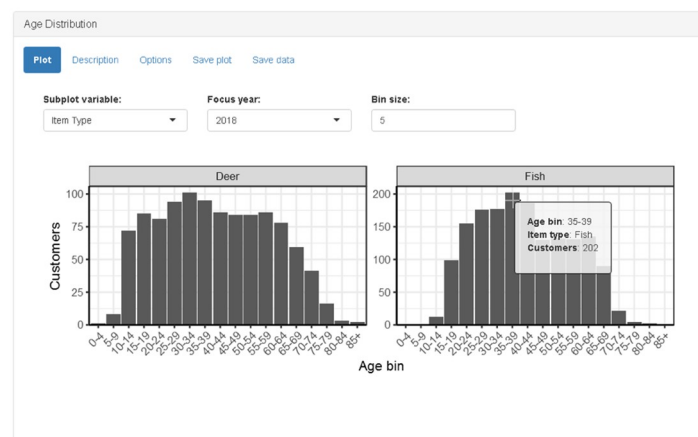 Age Distribution
Plot Description Options Save plot Save data
Subplot variable: Focus year: Bin size:
Item Type 2018 5
Deer Fish
100
75
50
25
0
Customers
200
150
100
50
0
Age bin: 35-39
Item type: Fish
Customers: 202
0-4 5-9 10-14 15-19 20-24 25-29 30-34 35-39 40-44 45-49 50-54 55-59 60-64 65-69 70-74 75-79 80-84 85+
0-4 5-9 10-14 15-19 20-24 25-29 30-34 35-39 40-44 45-49 50-54 55-59 60-64 65-69 70-74 75-79 80-84 85+
Age bin